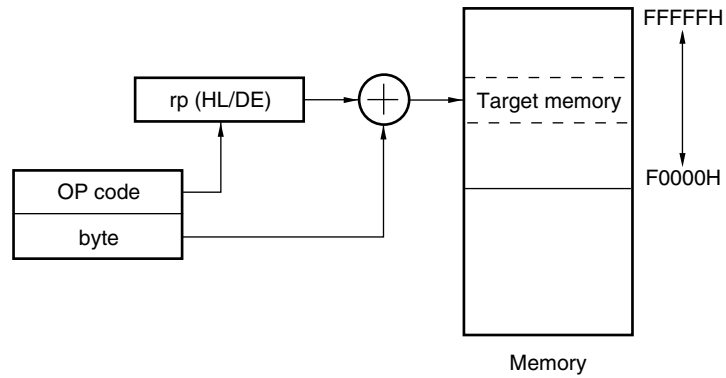 FFFFFH
rp (HL/DE)
Target memory
OP code
F0000H
byte
Memory